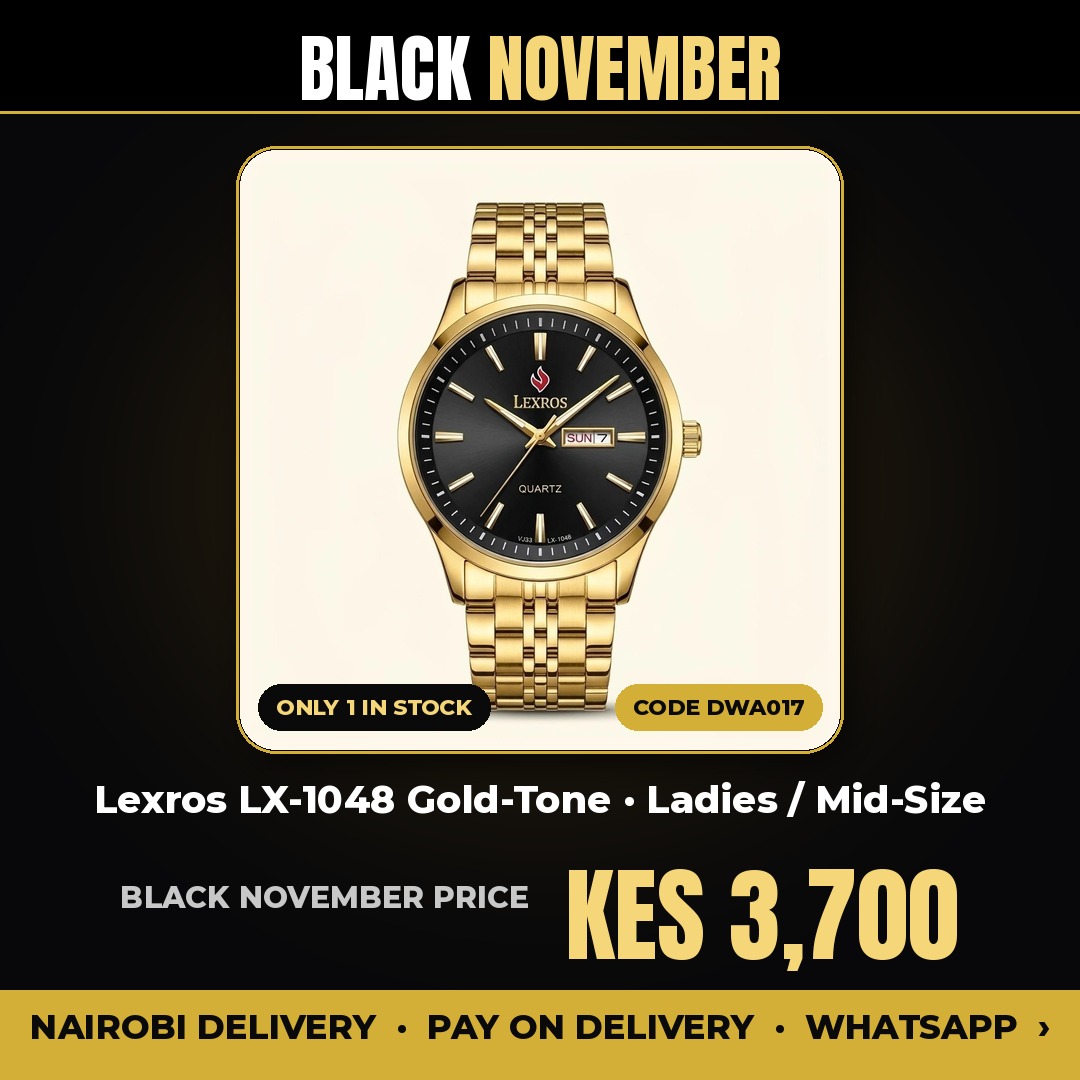 BLACK NOVEMBER
LEXROS
SUN 7
QUARTZ
VJ33 LX-1048
ONLY 1 IN STOCK
CODE DWA017
Lexros LX-1048 Gold-Tone • Ladies / Mid-Size
BLACK NOVEMBER PRICE
KES 3,700
NAIROBI DELIVERY • PAY ON DELIVERY • WHATSAPP ›